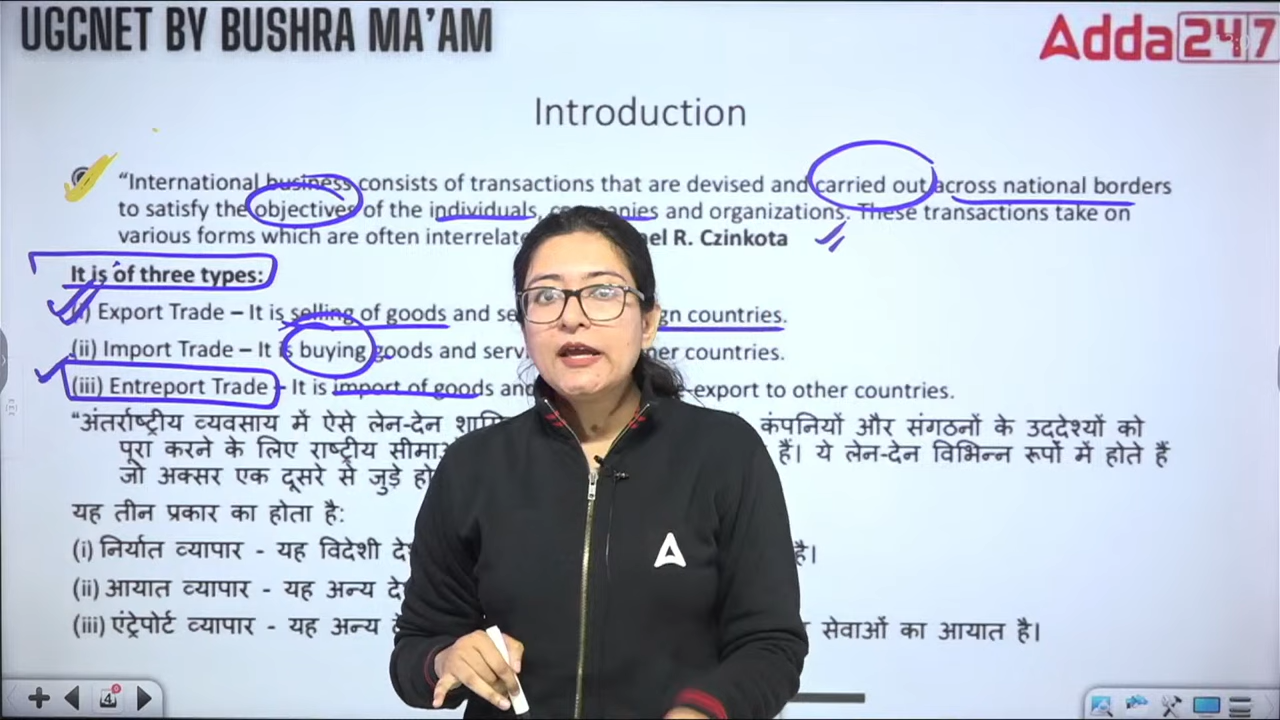 UGCNET BY BUSHRA MA'AM
Adda247
Introduction
"International business consists of transactions that are devised and carried out across national borders
to satisfy the objectives of the individuals, companies and organizations. These transactions take on
various forms which are often R. Czinkota
It is of three types:
(i) Export Trade – It is selling of goods and countries.
(ii) Import Trade – It is buying goods and countries.
(iii) Entreport Trade - It is import of goods -export to other countries.
“अंतर्राष्ट्रीय व्यवसाय में ऐसे लेन-देन कंपनियों और संगठनों के उद्देश्यों को
पूरा करने के लिए राष्ट्रीय हैं। ये लेन-देन विभिन्न रूपों में होते हैं
जो अक्सर एक दूसरे से जुड़े
यह तीन प्रकार का होता है:
(i) निर्यात व्यापार - यह विदेशी है।
(ii) आयात व्यापार - यह अन्य
(iii) एंट्रेपोर्ट व्यापार - यह अन्य सेवाओं का आयात है।
4